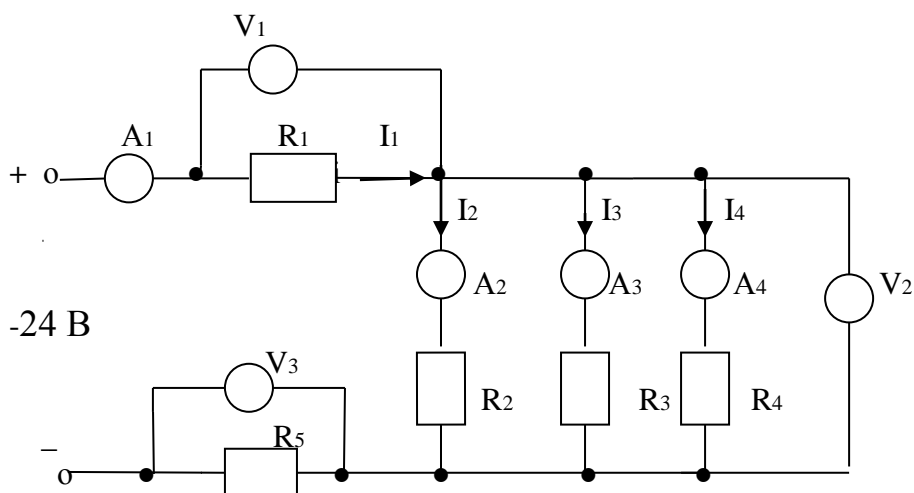 V1
A1 R1 I1
+ o
I2 I3 I4
A2 A3 A4 V2
-24 В
V3
R2 R3 R4
R5
–
o